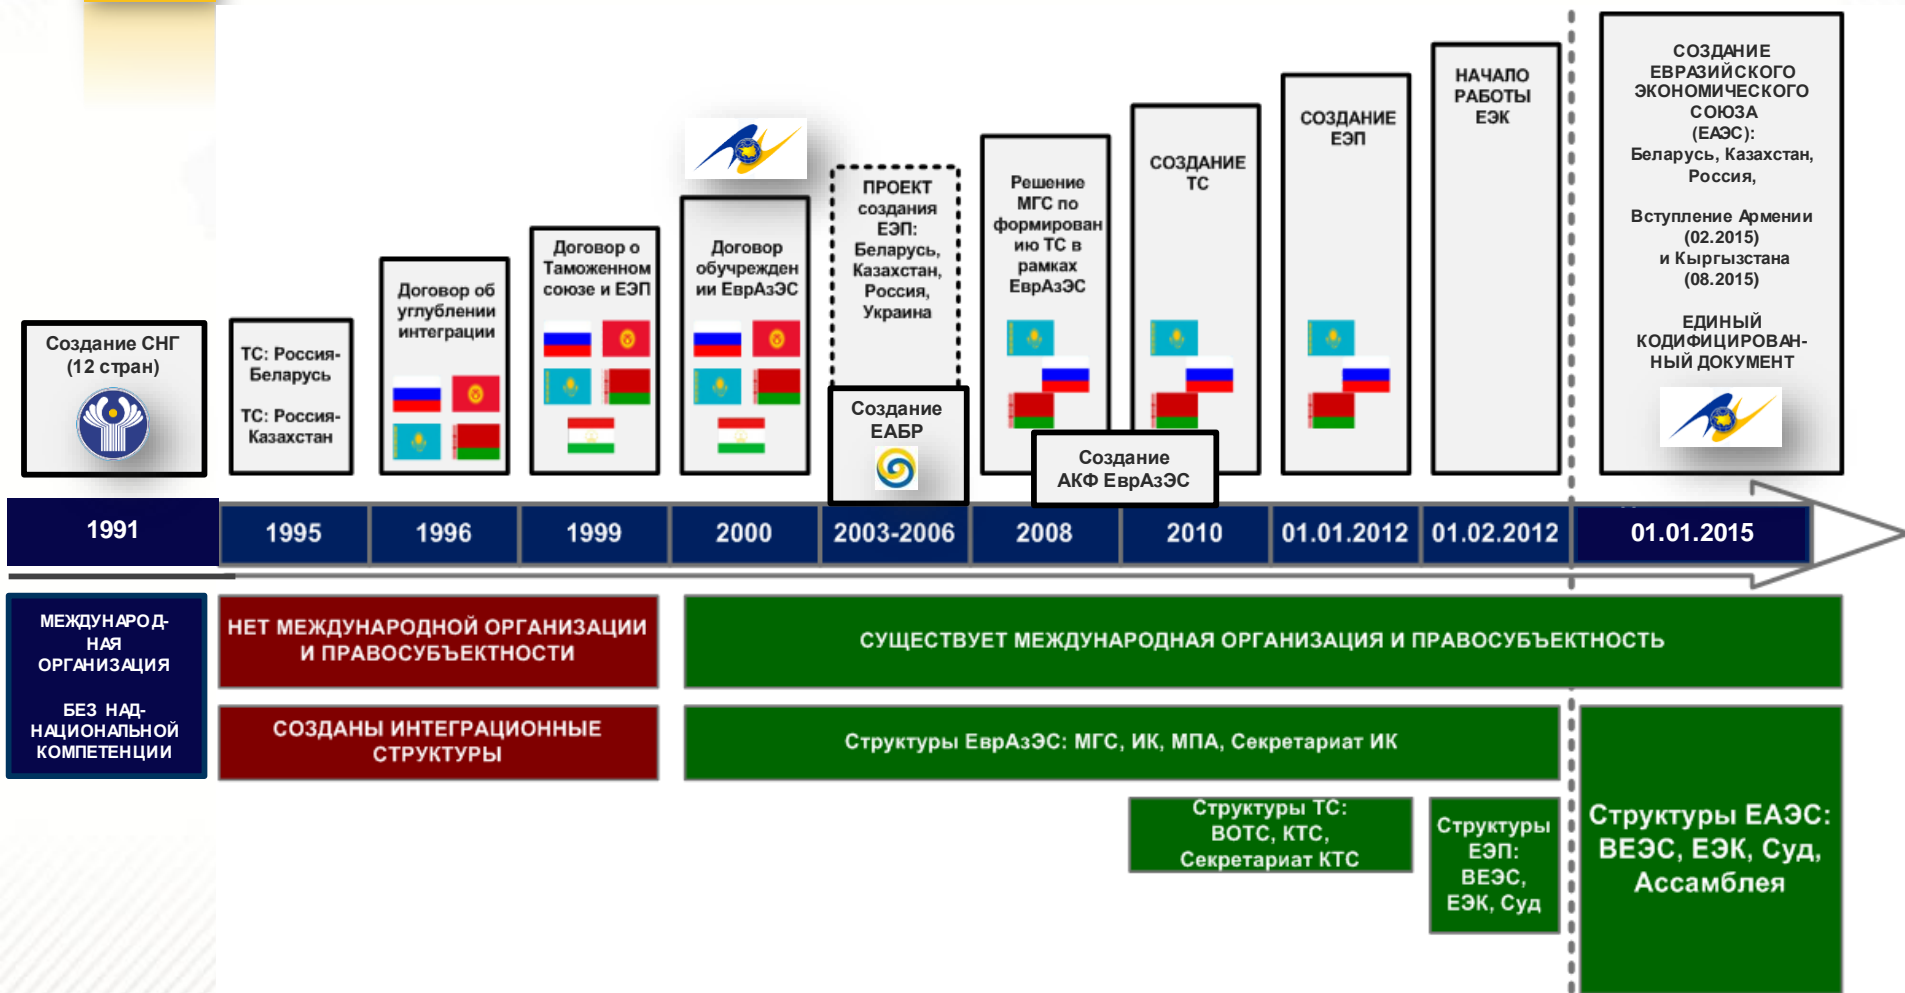 Создание СНГ
(12 стран)
ТС: Россия-
Беларусь
ТС: Россия-
Казахстан
Договор об
углублении
интеграции
Договор о
Таможенном
союзе и ЕЭП
Договор
обучрежден
ии ЕврАзЭС
ПРОЕКТ
создания
ЕЭП:
Беларусь,
Казахстан,
Россия,
Украина
Создание
ЕАБР
Решение
МГС по
формирован
ию ТС в
рамках
ЕврАзЭС
Создание
АКФ ЕврАзЭС
СОЗДАНИЕ
ТС
СОЗДАНИЕ
ЕЭП
НАЧАЛО
РАБОТЫ
ЕЭК
СОЗДАНИЕ
ЕВРАЗИЙСКОГО
ЭКОНОМИЧЕСКОГО
СОЮЗА
(ЕАЭС):
Беларусь, Казахстан,
Россия,
Вступление Армении
(02.2015)
и Кыргызстана
(08.2015)
ЕДИНЫЙ
КОДИФИЦИРОВАН-
НЫЙ ДОКУМЕНТ
1991
1995
1996
1999
2000
2003-2006
2008
2010
01.01.2012
01.02.2012
01.01.2015
МЕЖДУНАРОД-
НАЯ
ОРГАНИЗАЦИЯ
БЕЗ НАД-
НАЦИОНАЛЬНОЙ
КОМПЕТЕНЦИИ
НЕТ МЕЖДУНАРОДНОЙ ОРГАНИЗАЦИИ
И ПРАВОСУБЪЕКТНОСТИ
СУЩЕСТВУЕТ МЕЖДУНАРОДНАЯ ОРГАНИЗАЦИЯ И ПРАВОСУБЪЕКТНОСТЬ
СОЗДАНЫ ИНТЕГРАЦИОННЫЕ
СТРУКТУРЫ
Структуры ЕврАзЭС: МГС, ИК, МПА, Секретариат ИК
Структуры ТС:
ВОТС, КТС,
Секретариат КТС
Структуры
ЕЭП:
ВЕЭС,
ЕЭК, Суд
Структуры ЕАЭС:
ВЕЭС, ЕЭК, Суд,
Ассамблея